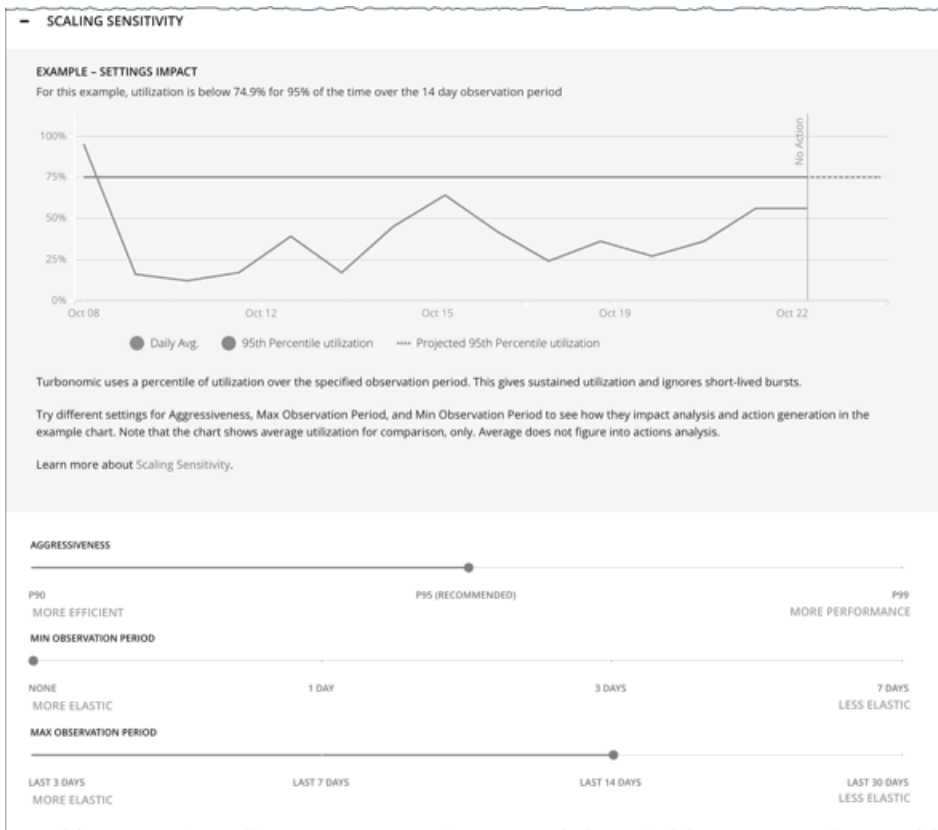 − SCALING SENSITIVITY
EXAMPLE – SETTINGS IMPACT
For this example, utilization is below 74.9% for 95% of the time over the 14 day observation period
100%
75%
50%
25%
0%
No Action
Oct 08 Oct 12 Oct 15 Oct 19 Oct 22
Daily Avg. 95th Percentile utilization Projected 95th Percentile utilization
Turbonomic uses a percentile of utilization over the specified observation period. This gives sustained utilization and ignores short-lived bursts.
Try different settings for Aggressiveness, Max Observation Period, and Min Observation Period to see how they impact analysis and action generation in the
example chart. Note that the chart shows average utilization for comparison, only. Average does not figure into actions analysis.
Learn more about Scaling Sensitivity.
AGGRESSIVENESS
P90 P95 (RECOMMENDED) P99
MORE EFFICIENT MORE PERFORMANCE
MIN OBSERVATION PERIOD
NONE 1 DAY 3 DAYS 7 DAYS
MORE ELASTIC LESS ELASTIC
MAX OBSERVATION PERIOD
LAST 3 DAYS LAST 7 DAYS LAST 14 DAYS LAST 30 DAYS
MORE ELASTIC LESS ELASTIC